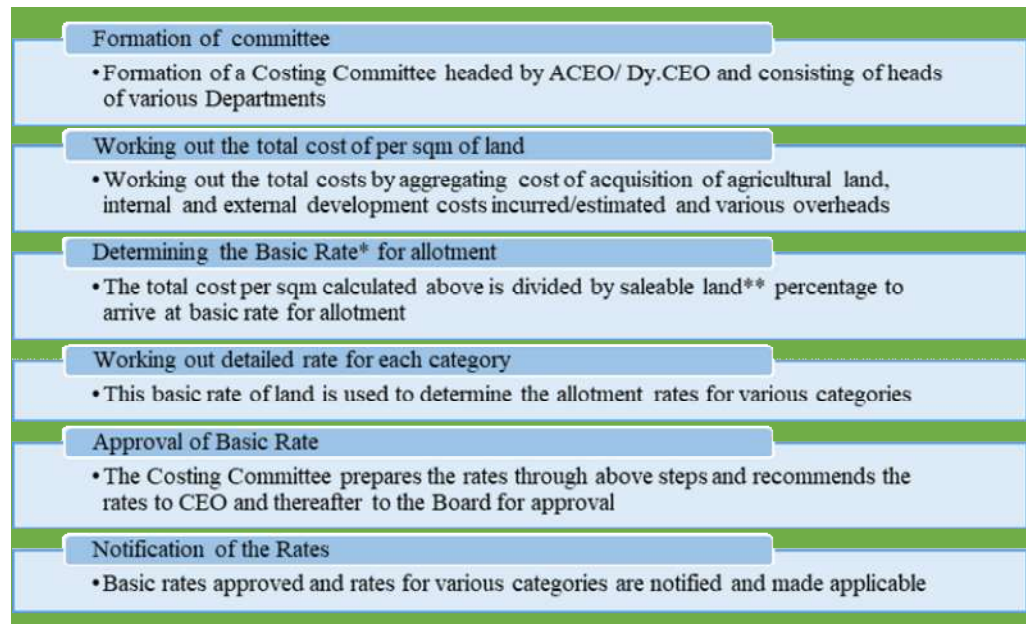 Formation of committee
•Formation of a Costing Committee headed by ACEO/ Dy.CEO and consisting of heads
of various Departments
Working out the total cost of per sqm of land
•Working out the total costs by aggregating cost of acquisition of agricultural land,
internal and external development costs incurred/estimated and various overheads
Determining the Basic Rate* for allotment
•The total cost per sqm calculated above is divided by saleable land** percentage to
arrive at basic rate for allotment
Working out detailed rate for each category
•This basic rate of land is used to determine the allotment rates for various categories
Approval of Basic Rate
•The Costing Committee prepares the rates through above steps and recommends the
rates to CEO and thereafter to the Board for approval
Notification of the Rates
•Basic rates approved and rates for various categories are notified and made applicable